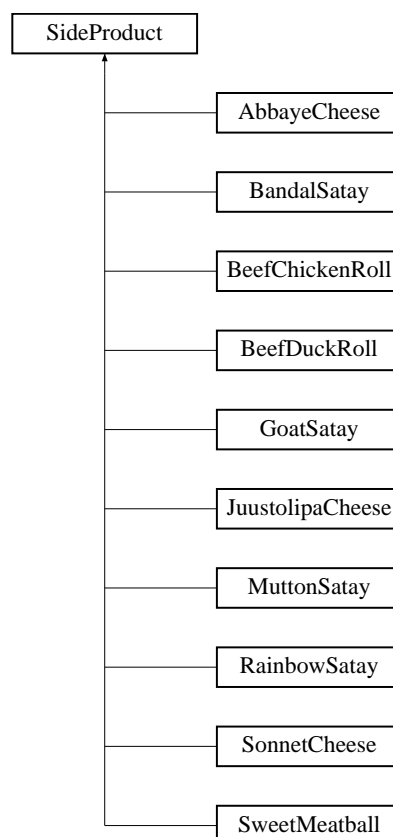 SideProduct
AbbayeCheese
BandalSatay
BeefChickenRoll
BeefDuckRoll
GoatSatay
JuustolipaCheese
MuttonSatay
RainbowSatay
SonnetCheese
SweetMeatball